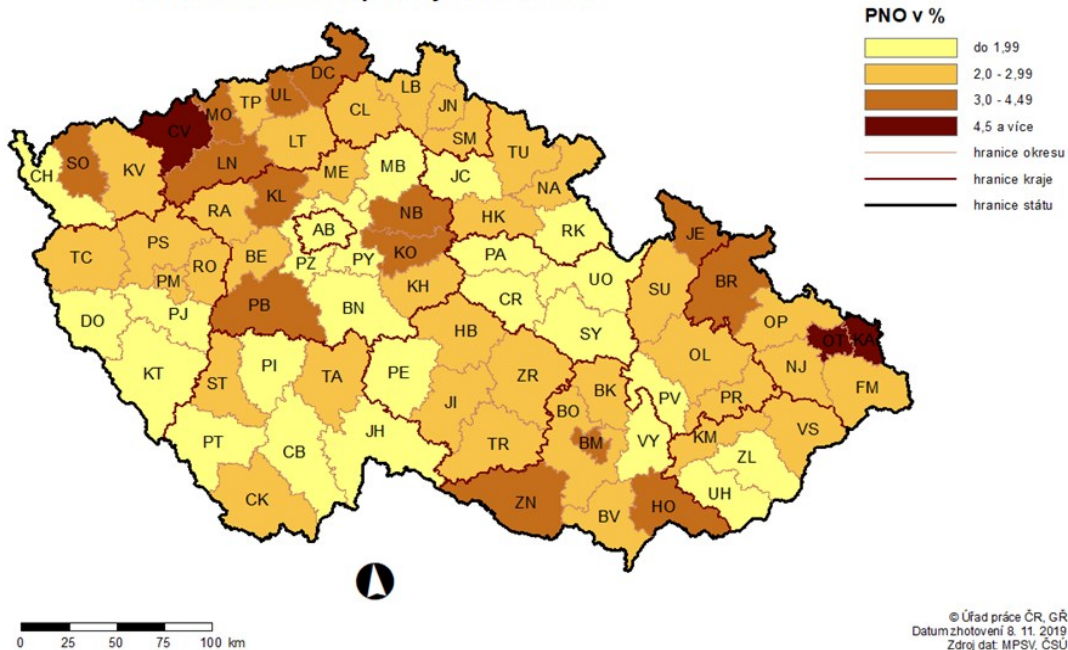 PNO v %
do 1,99
2,0 - 2,99
3,0 - 4,49
4,5 a více
hranice okresu
hranice kraje
hranice státu
DC
LB
UL
TP
MO
JN
CL
CV
LT
SM
LN
TU
SO
KV
CH
ME
MB
JC
NA
KL
RA
NB
HK
AB
RK
JE
PS
KO
PA
TC
BE
PZ
PY
RO
UO
BR
PM
KH
CR
SU
PB
BN
PJ
DO
SY
OP
HB
OT
KA
OL
KT
PI
NJ
PE
ZR
ST
TA
FM
BK
PV
PR
JI
BO
VS
JH
KM
PT
TR
BM
VY
CB
ZL
UH
CK
ZN
HO
BV
0 25 50 75 100 km
© Úřad práce ČR, GŘ
Datum zhotovení 8. 11. 2019
Zdroj dat: MPSV, ČSÚ